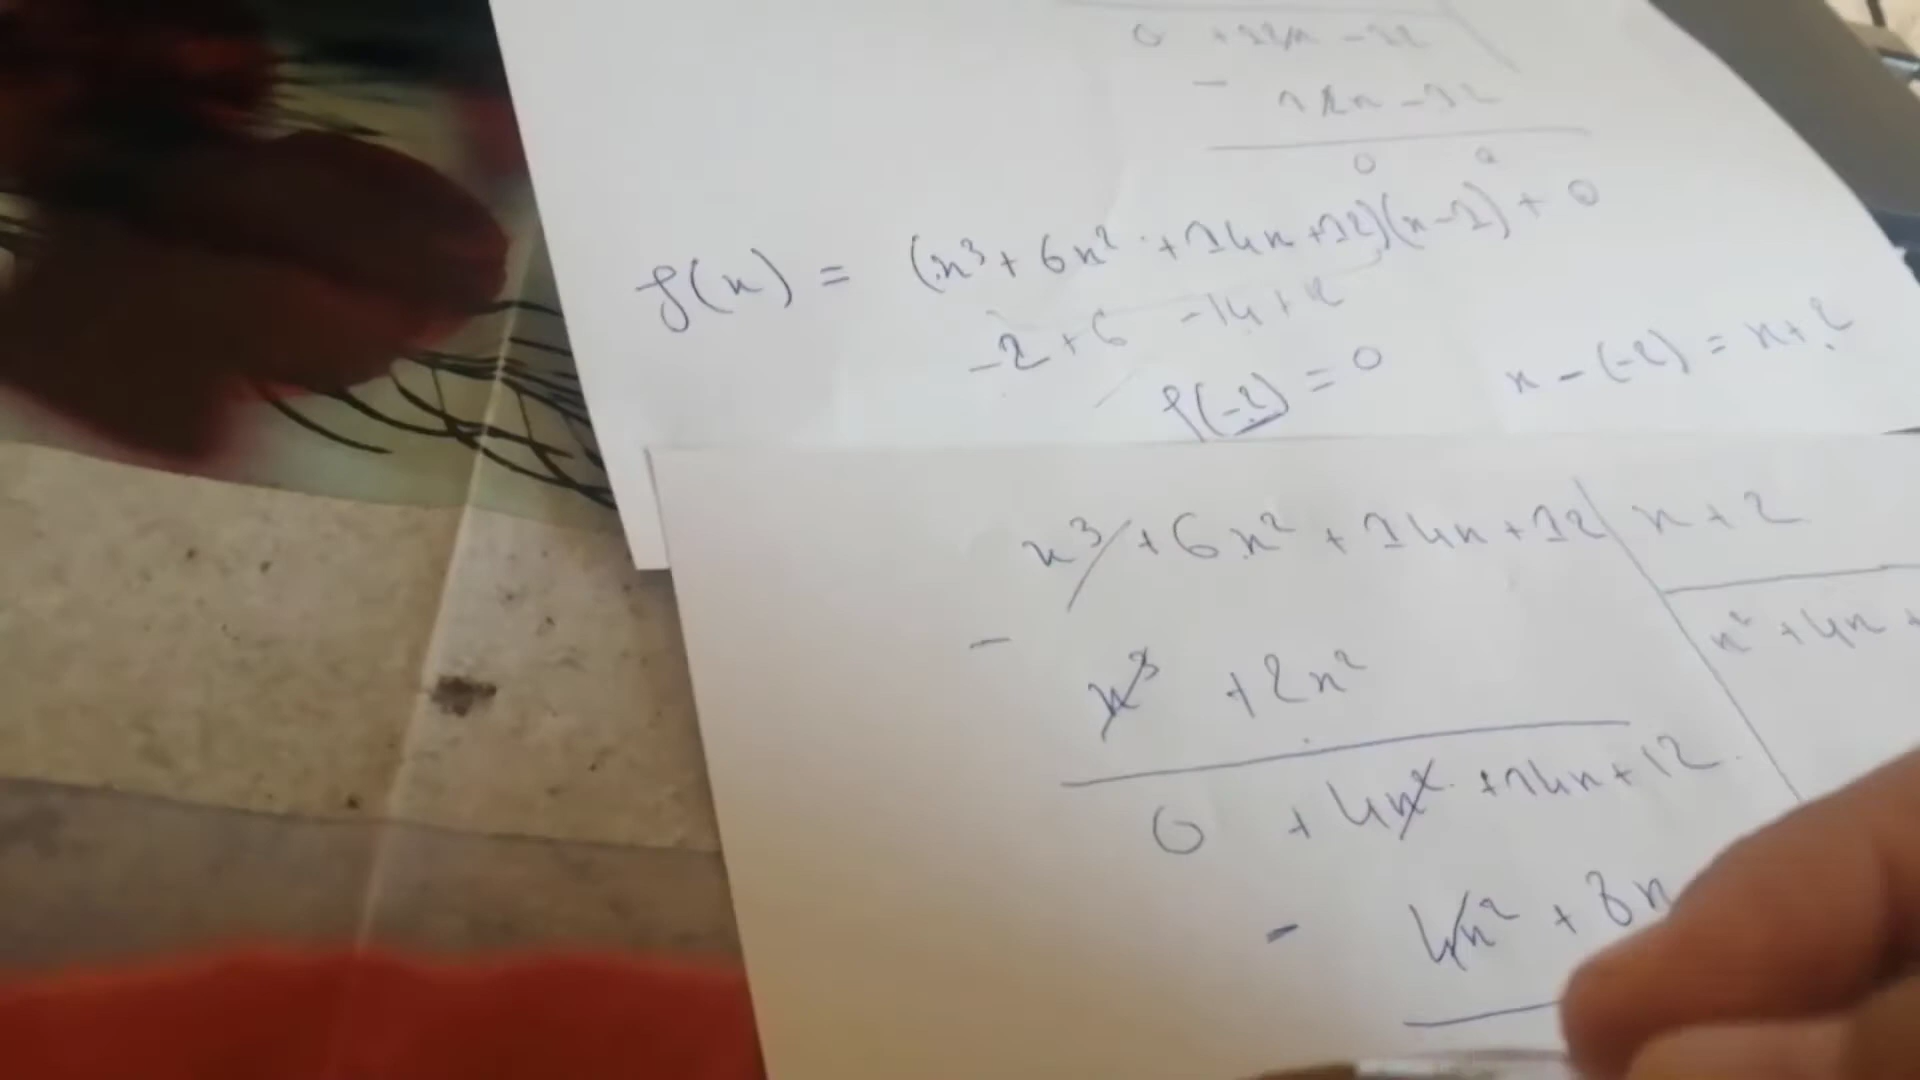 0 +12x - 12
- 12x - 12
0 0
f(x) = (x³ + 6x² + 14x + 12)(x - 1) + 0
-2 + 6 - 14 + 12
f(-2) = 0
x - (-2) = x + 2
x³ + 6x² + 14x + 12 | x + 2
x² + 4x +
- x³ + 2x²
0 + 4x² + 14x + 12
- 4x² + 8x